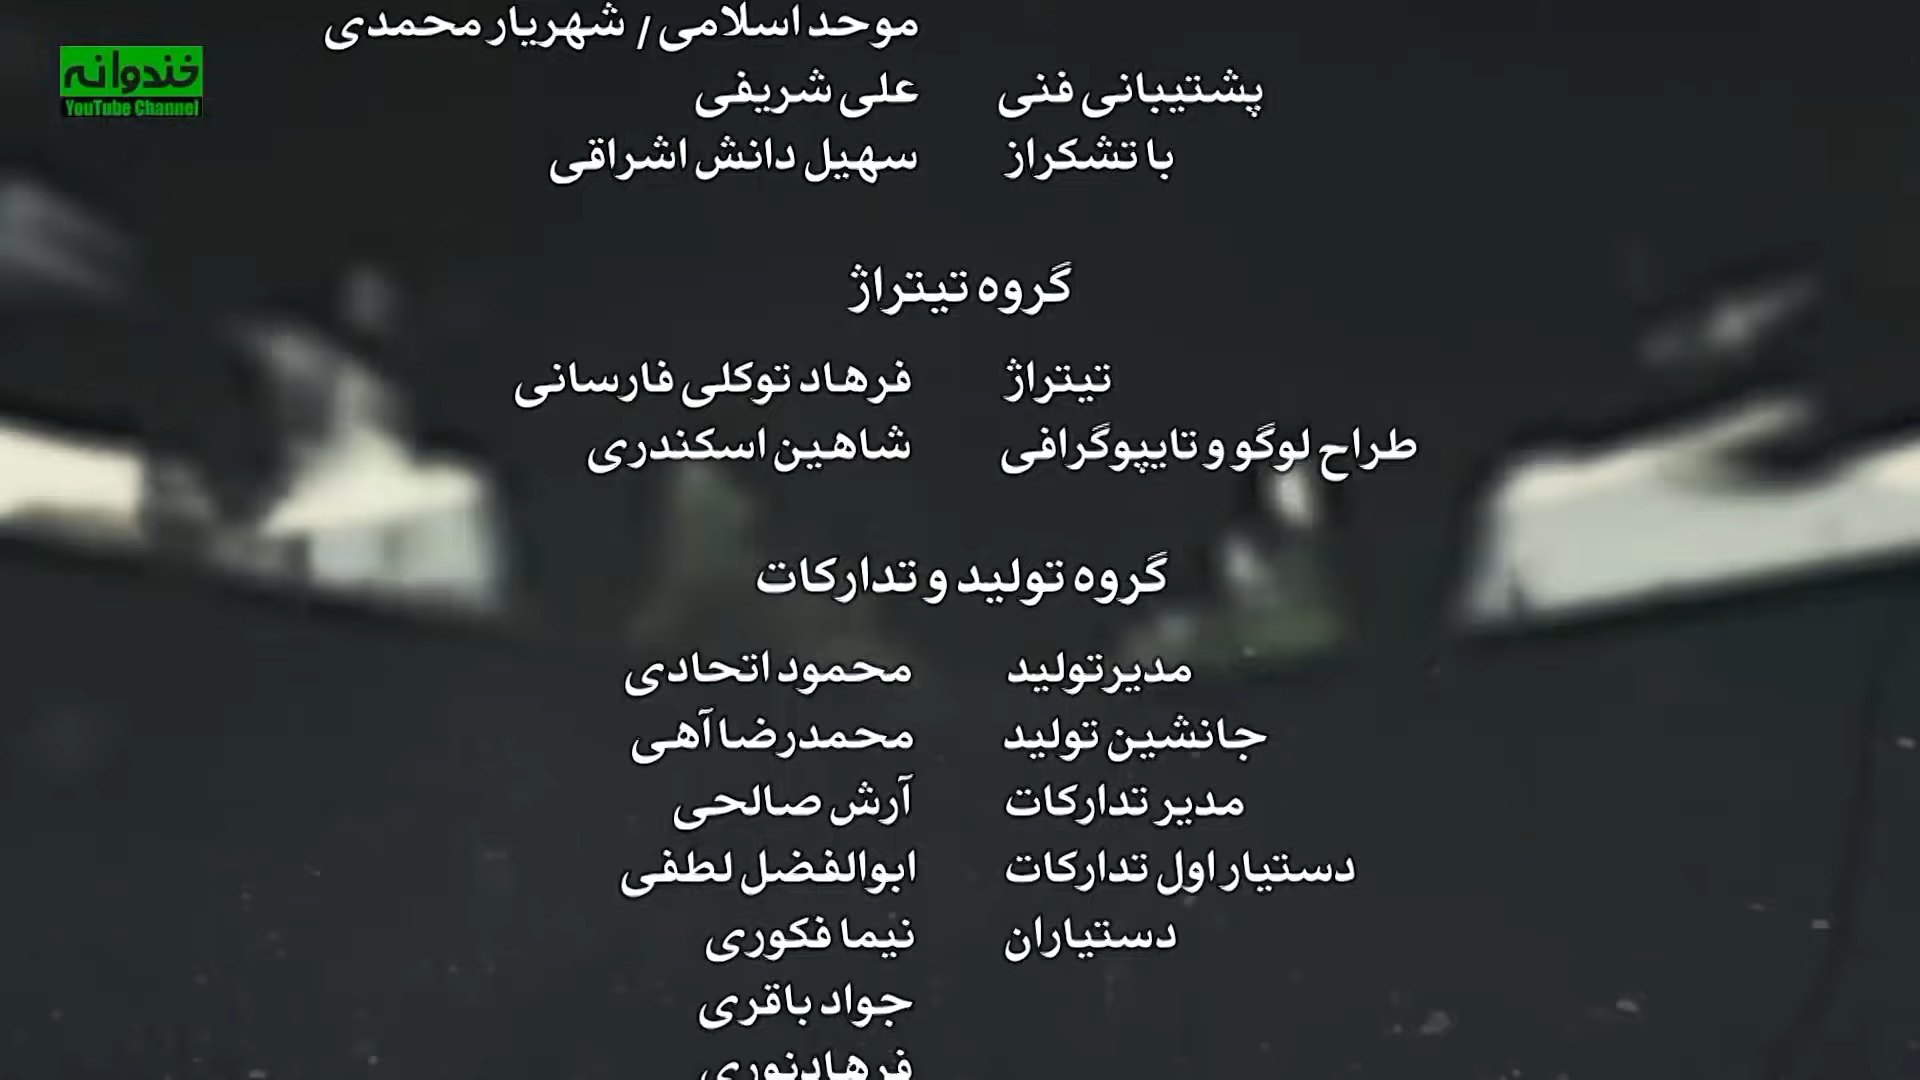 خندوانه
YouTube Channel
موحد اسلامی / شهریار محمدی
پشتیبانی فنی علی شریفی
با تشکر از سهیل دانش اشراقی
گروه تیتراژ
تیتراژ فرهاد توکلی فارسانی
طراح لوگو و تایپوگرافی شاهین اسکندری
گروه تولید و تدارکات
مدیر تولید محمود اتحادی
جانشین تولید محمدرضا آهی
مدیر تدارکات آرش صالحی
دستیار اول تدارکات ابوالفضل لطفی
دستیاران نیما فکوری
جواد باقری
فرهاد نوری